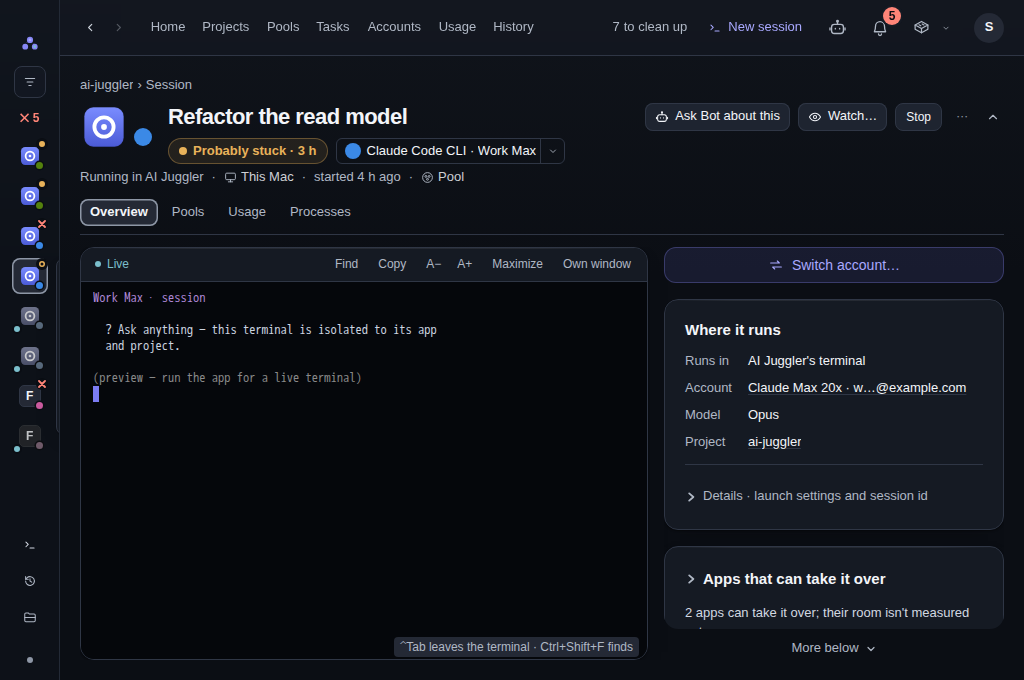 Home Projects Pools Tasks Accounts Usage History 7 to clean up New session 5 S
5
F
F
ai-juggler › Session
Refactor the read model
Ask Bot about this Watch… Stop ···
Probably stuck · 3 h Claude Code CLI · Work Max
Running in AI Juggler · This Mac · started 4 h ago · Pool
Overview Pools Usage Processes
Live Find Copy A− A+ Maximize Own window
Work Max · session
? Ask anything — this terminal is isolated to its app
and project.
(preview — run the app for a live terminal)
^Tab leaves the terminal · Ctrl+Shift+F finds
Switch account…
Where it runs
Runs in AI Juggler's terminal
Account Claude Max 20x · w…@example.com
Model Opus
Project ai-juggler
Details · launch settings and session id
Apps that can take it over
2 apps can take it over; their room isn't measured
More below